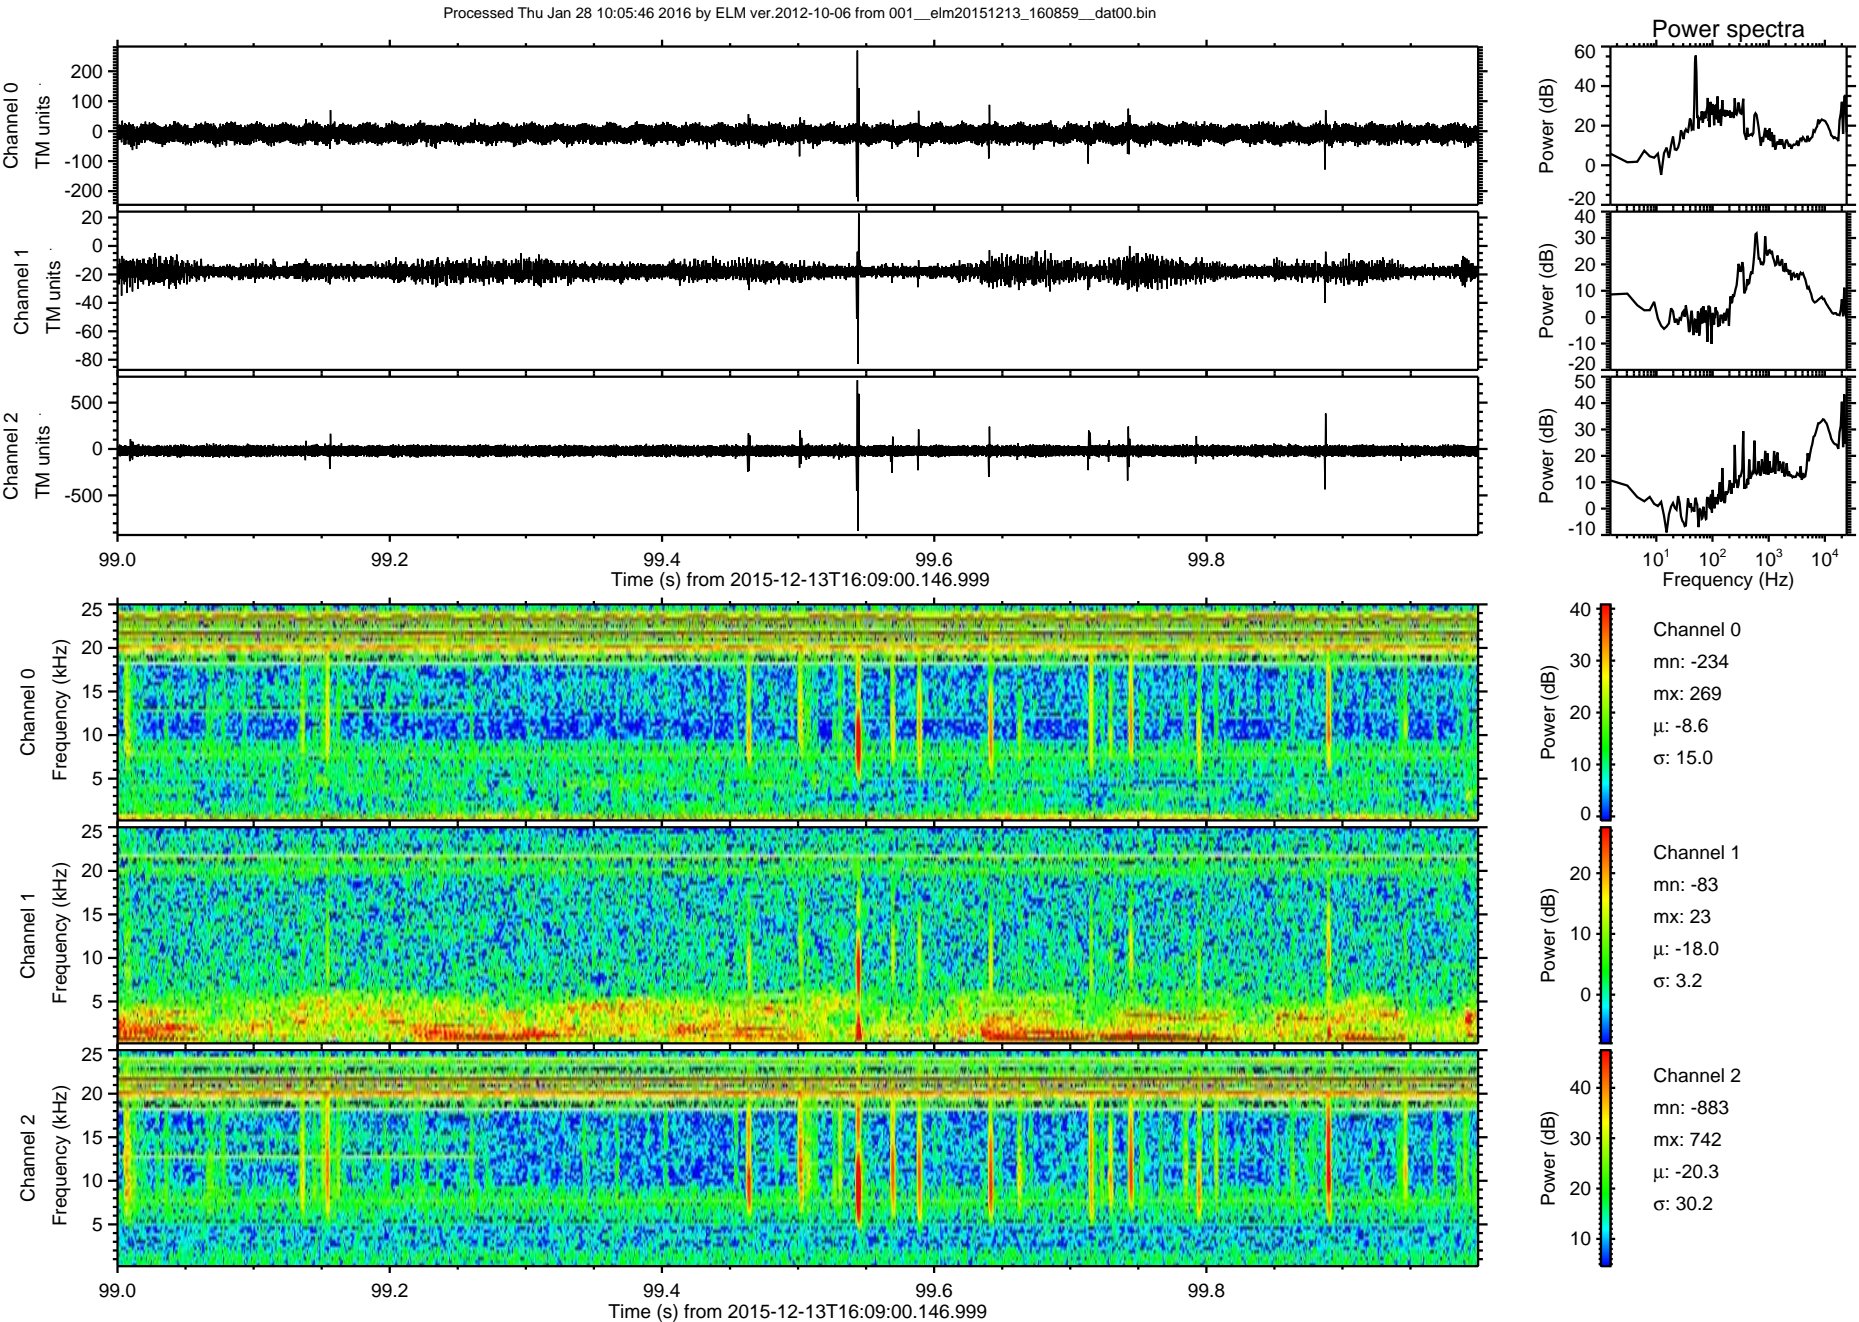 Processed Thu Jan 28 10:05:46 2016 by ELM ver.2012-10-06 from 001__elm20151213_160859__dat00.bin
Power spectra
Channel 0
TM units
200
100
0
-100
-200
Power (dB)
60
40
20
0
-20
Channel 1
TM units
20
0
-20
-40
-60
-80
Power (dB)
40
30
20
10
0
-10
-20
Channel 2
TM units
500
0
-500
Power (dB)
50
40
30
20
10
0
-10
99.0 99.2 99.4 99.6 99.8
Time (s) from 2015-12-13T16:09:00.146.999
10^1 10^2 10^3 10^4
Frequency (Hz)
Channel 0
Frequency (kHz)
25
20
15
10
5
Power (dB)
40
30
20
10
0
Channel 0
mn: -234
mx: 269
μ: -8.6
σ: 15.0
Channel 1
Frequency (kHz)
25
20
15
10
5
Power (dB)
20
10
0
Channel 1
mn: -83
mx: 23
μ: -18.0
σ: 3.2
Channel 2
Frequency (kHz)
25
20
15
10
5
Power (dB)
40
30
20
10
Channel 2
mn: -883
mx: 742
μ: -20.3
σ: 30.2
99.0 99.2 99.4 99.6 99.8
Time (s) from 2015-12-13T16:09:00.146.999